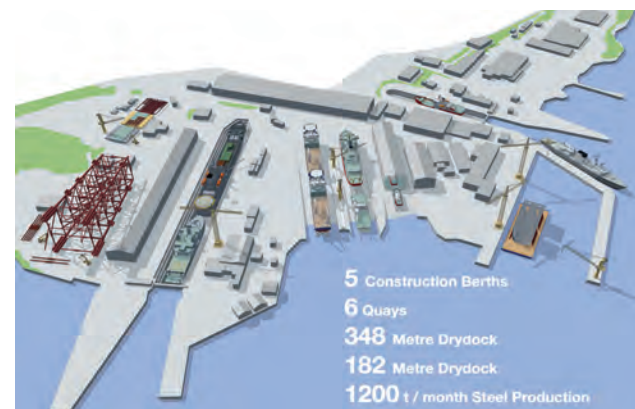 5 Construction Berths
6 Quays
348 Metre Drydock
182 Metre Drydock
1200 t / month Steel Production